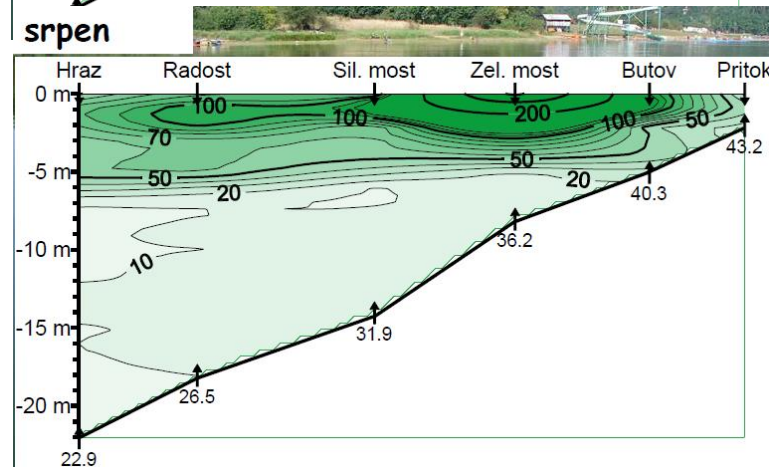 srpen
Hraz Radost Sil. most Zel. most Butov Pritok
0 m
100 200
70 100 100 50
-5 m 50 50
20 20 43.2
40.3
-10 m 10 36.2
-15 m
31.9
-20 m 26.5
22.9